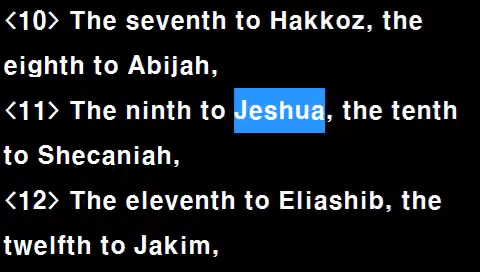 <10> The seventh to Hakkoz, the
eighth to Abijah,
<11> The ninth to Jeshua, the tenth
to Shecaniah,
<12> The eleventh to Eliashib, the
twelfth to Jakim,